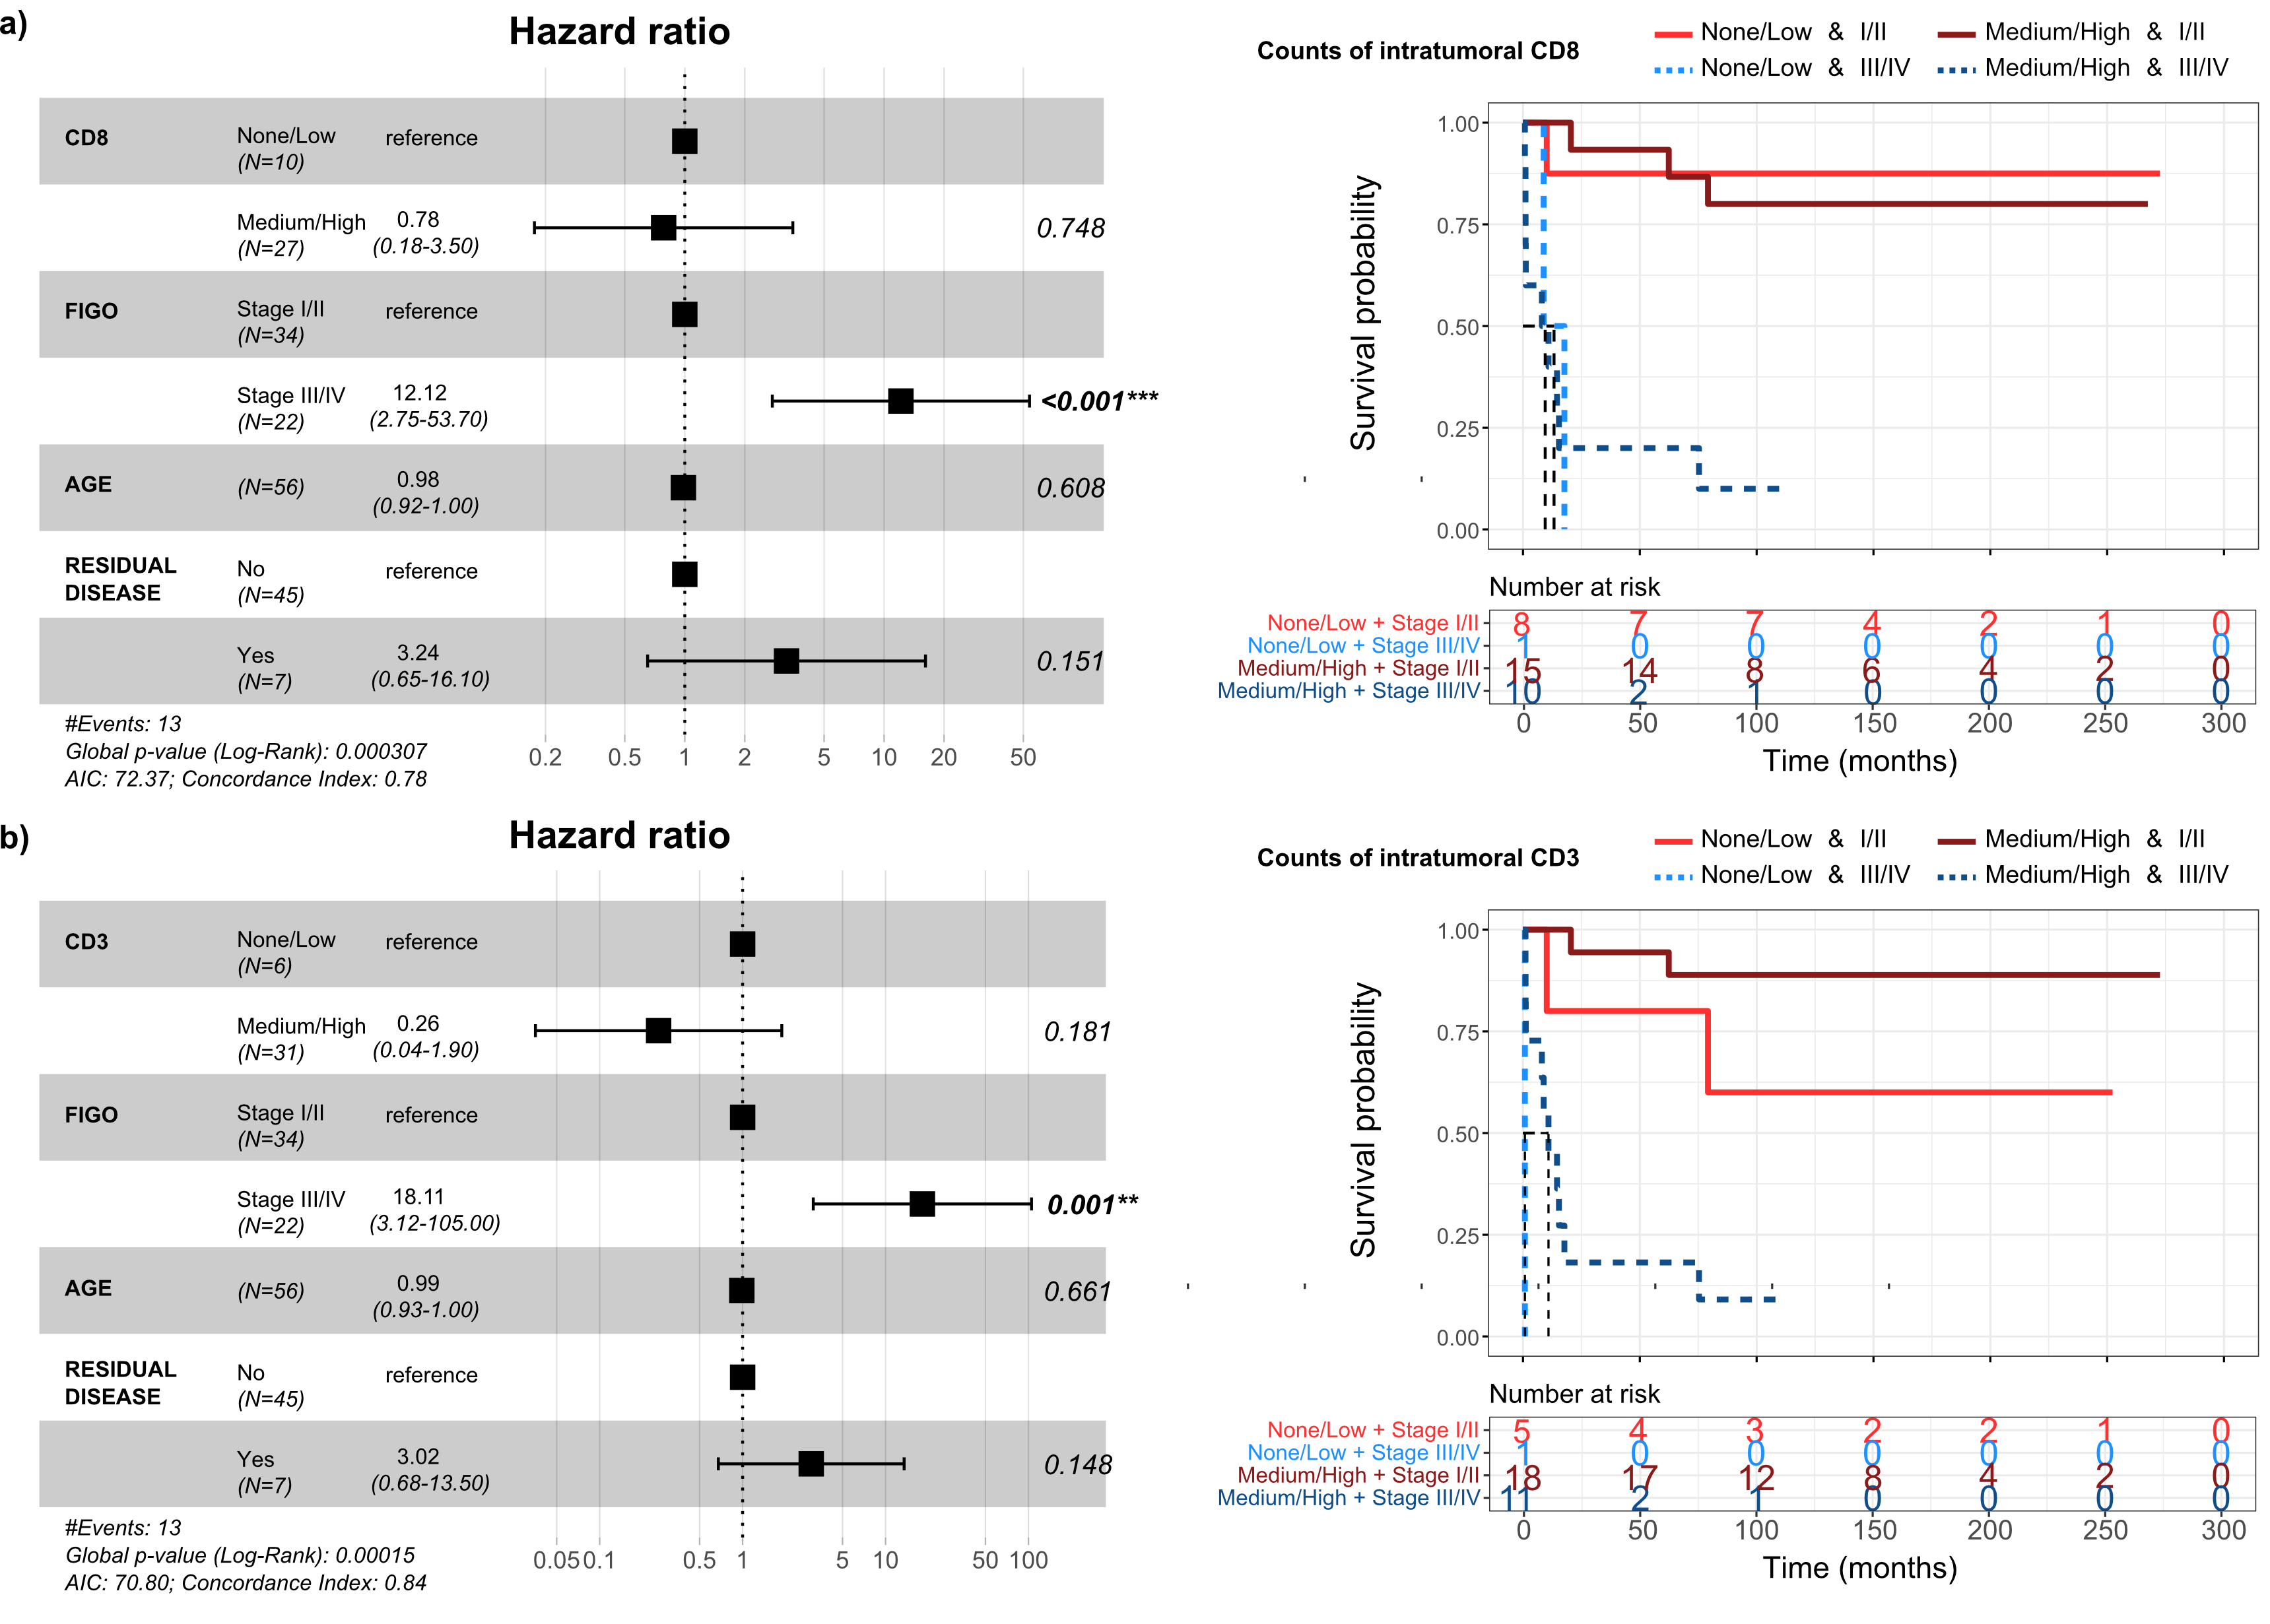 a)
Hazard ratio
CD8 None/Low reference
(N=10)
Medium/High 0.78 0.748
(N=27) (0.18-3.50)
FIGO Stage I/II reference
(N=34)
Stage III/IV 12.12 <0.001***
(N=22) (2.75-53.70)
AGE (N=56) 0.98 0.608
(0.92-1.00)
RESIDUAL DISEASE No reference
(N=45)
Yes 3.24 0.151
(N=7) (0.65-16.10)
#Events: 13
Global p-value (Log-Rank): 0.000307
AIC: 72.37; Concordance Index: 0.78
0.2 0.5 1 2 5 10 20 50
Counts of intratumoral CD8
None/Low & I/II Medium/High & I/II
None/Low & III/IV Medium/High & III/IV
Survival probability
1.00
0.75
0.50
0.25
0.00
Number at risk
None/Low + Stage I/II 8 7 7 4 2 1 0
None/Low + Stage III/IV 1 0 0 0 0 0 0
Medium/High + Stage I/II 15 14 8 6 4 2 0
Medium/High + Stage III/IV 10 2 1 0 0 0 0
0 50 100 150 200 250 300
Time (months)
b)
Hazard ratio
CD3 None/Low reference
(N=6)
Medium/High 0.26 0.181
(N=31) (0.04-1.90)
FIGO Stage I/II reference
(N=34)
Stage III/IV 18.11 0.001**
(N=22) (3.12-105.00)
AGE (N=56) 0.99 0.661
(0.93-1.00)
RESIDUAL DISEASE No reference
(N=45)
Yes 3.02 0.148
(N=7) (0.68-13.50)
#Events: 13
Global p-value (Log-Rank): 0.00015
AIC: 70.80; Concordance Index: 0.84
0.05 0.1 0.5 1 5 10 50 100
Counts of intratumoral CD3
None/Low & I/II Medium/High & I/II
None/Low & III/IV Medium/High & III/IV
Survival probability
1.00
0.75
0.50
0.25
0.00
Number at risk
None/Low + Stage I/II 5 4 3 2 2 1 0
None/Low + Stage III/IV 1 0 0 0 0 0 0
Medium/High + Stage I/II 18 17 12 8 4 2 0
Medium/High + Stage III/IV 11 2 1 0 0 0 0
0 50 100 150 200 250 300
Time (months)